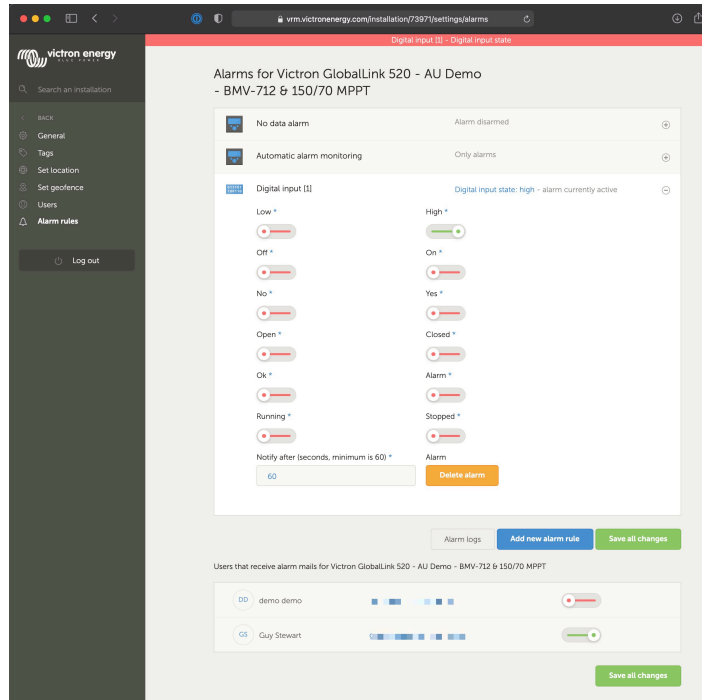 vrm.victronenergy.com/installation/73971/settings/alarms
Digital input [1] - Digital input state
victron energy
BLUE POWER
Search an installation
BACK
General
Tags
Set location
Set geofence
Users
Alarm rules
Log out
Alarms for Victron GlobalLink 520 - AU Demo
- BMV-712 & 150/70 MPPT
No data alarm
Alarm disarmed
Automatic alarm monitoring
Only alarms
Digital input [1]
Digital input state: high - alarm currently active
Low *
High *
Off *
On *
No *
Yes *
Open *
Closed *
Ok *
Alarm *
Running *
Stopped *
Notify after (seconds, minimum is 60) *
Alarm
60
Delete alarm
Alarm logs
Add new alarm rule
Save all changes
Users that receive alarm mails for Victron GlobalLink 520 - AU Demo - BMV-712 & 150/70 MPPT
DD
demo demo
GS
Guy Stewart
Save all changes